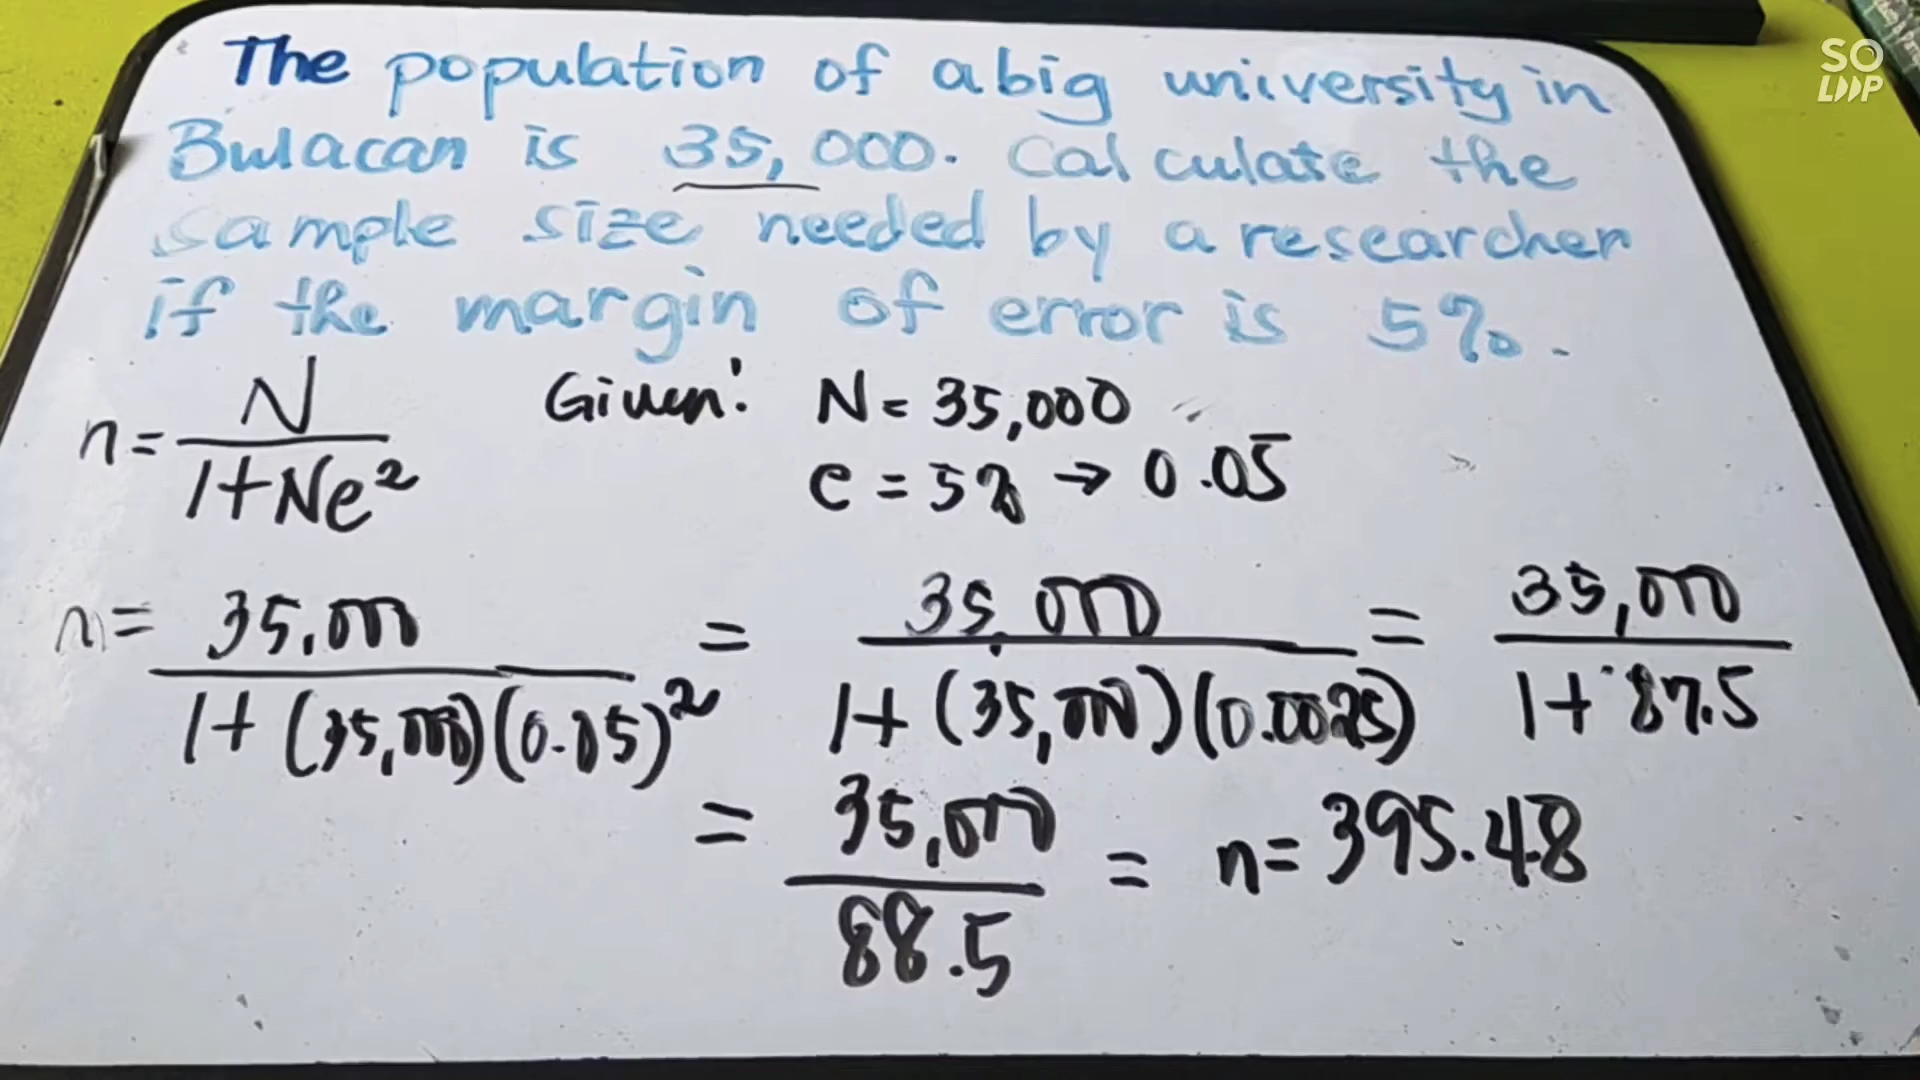 SO
LOOP
The population of a big university in
Bulacan is 35,000. Calculate the
sample size needed by a researcher
if the margin of error is 5%.
n = N / 1+Ne²
Given: N = 35,000
e = 5% → 0.05
n = 35,000 / 1+(35,000)(0.05)² = 35,000 / 1+(35,000)(0.0025) = 35,000 / 1+87.5
= 35,000 / 88.5 = n = 395.48